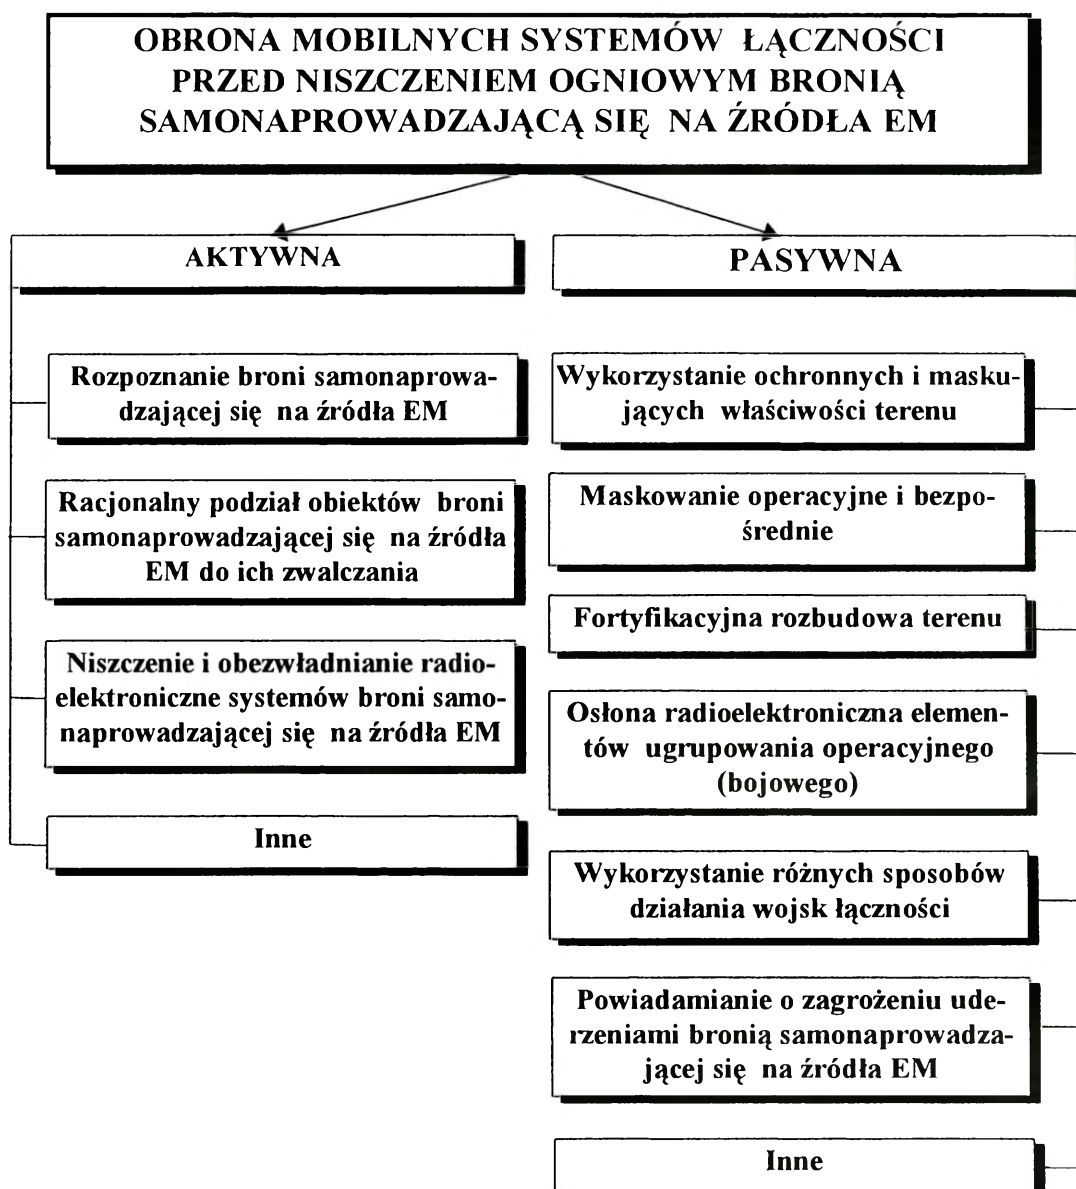 OBRONA MOBILNYCH SYSTEMÓW ŁĄCZNOŚCI
PRZED NISZCZENIEM OGNIOWYM BRONIĄ
SAMONAPROWADZAJĄCĄ SIĘ NA ŹRÓDŁA EM
AKTYWNA
Rozpoznanie broni samonaprowa-
dzającej się na źródła EM
Racjonalny podział obiektów broni
samonaprowadzającej się na źródła
EM do ich zwalczania
Niszczenie i obezwładnianie radio-
elektroniczne systemów broni samo-
naprowadzającej się na źródła EM
Inne
PASYWNA
Wykorzystanie ochronnych i masku-
jących właściwości terenu
Maskowanie operacyjne i bezpo-
średnie
Fortyfikacyjna rozbudowa terenu
Osłona radioelektroniczna elemen-
tów ugrupowania operacyjnego
(bojowego)
Wykorzystanie różnych sposobów
działania wojsk łączności
Powiadamianie o zagrożeniu ude-
rzeniami bronią samonaprowadza-
jącej się na źródła EM
Inne